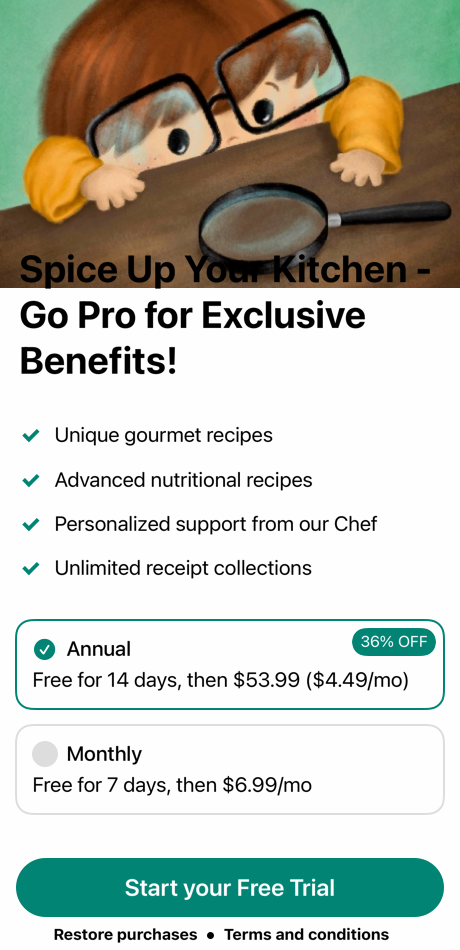 Spice Up Your Kitchen -
Go Pro for Exclusive
Benefits!
Unique gourmet recipes
Advanced nutritional recipes
Personalized support from our Chef
Unlimited receipt collections
Annual
36% OFF
Free for 14 days, then $53.99 ($4.49/mo)
Monthly
Free for 7 days, then $6.99/mo
Start your Free Trial
Restore purchases • Terms and conditions